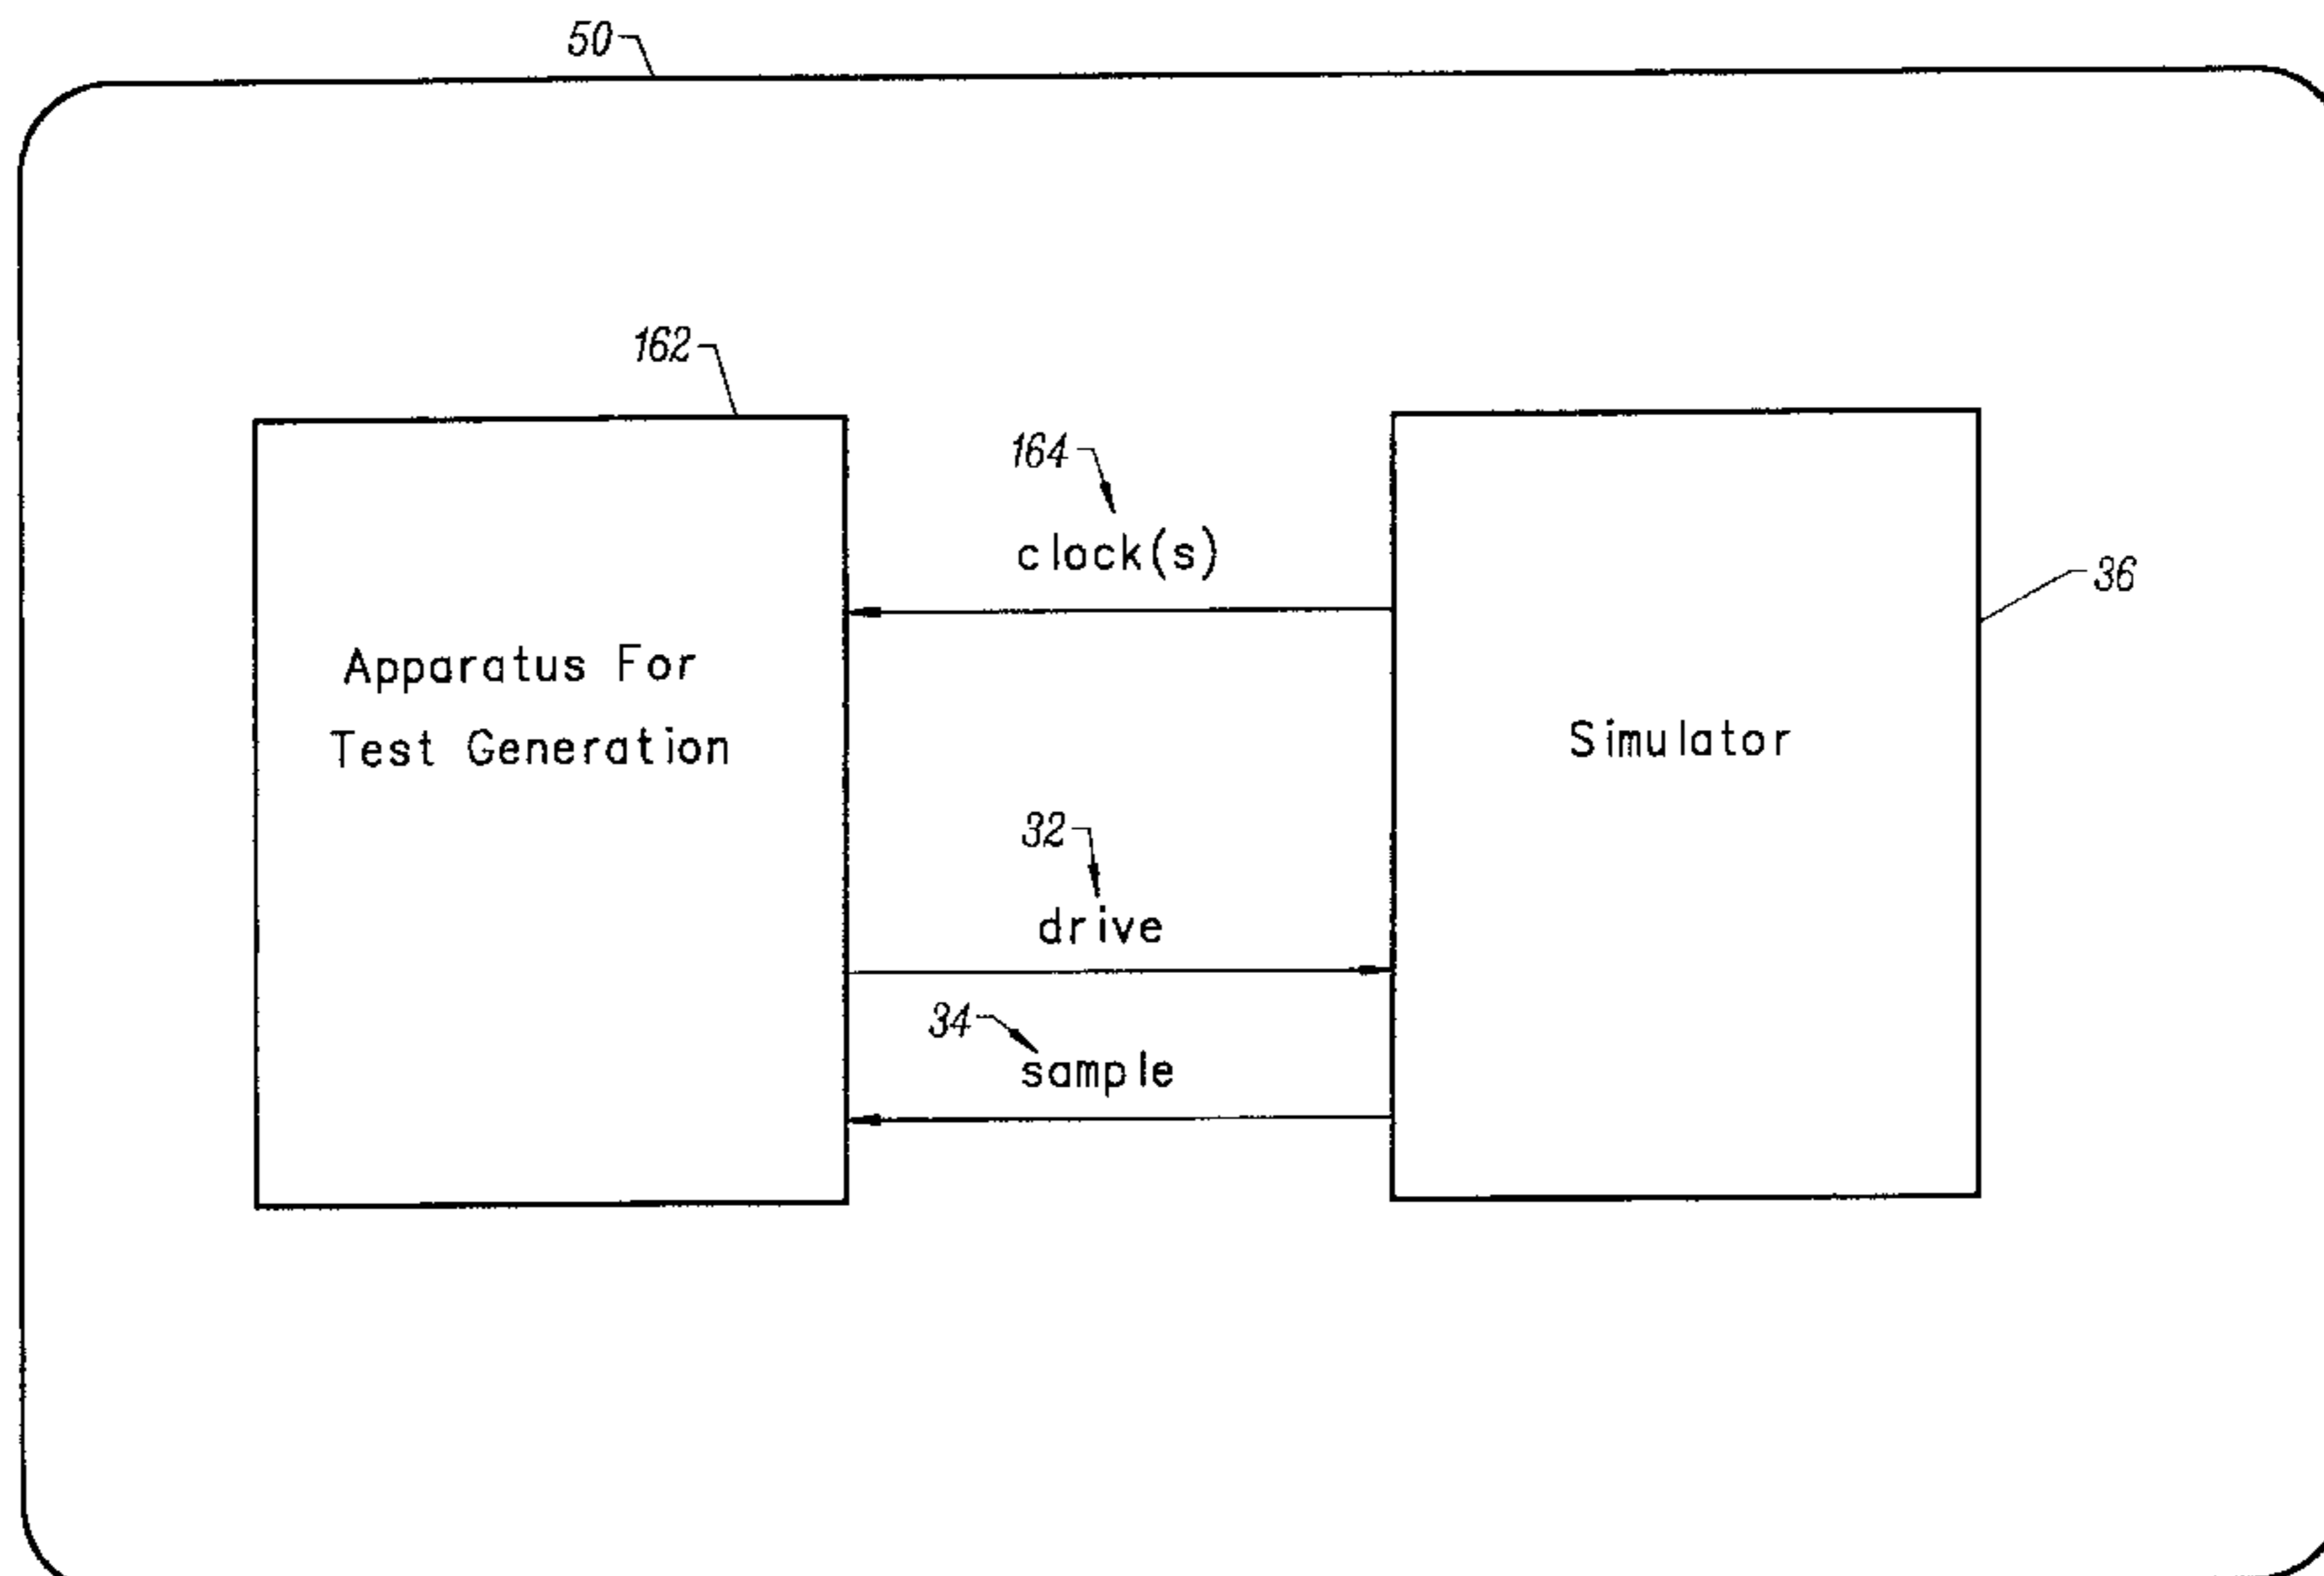 50
162
164
clock(s)
36
Apparatus For
Test Generation
Simulator
32
drive
34
sample